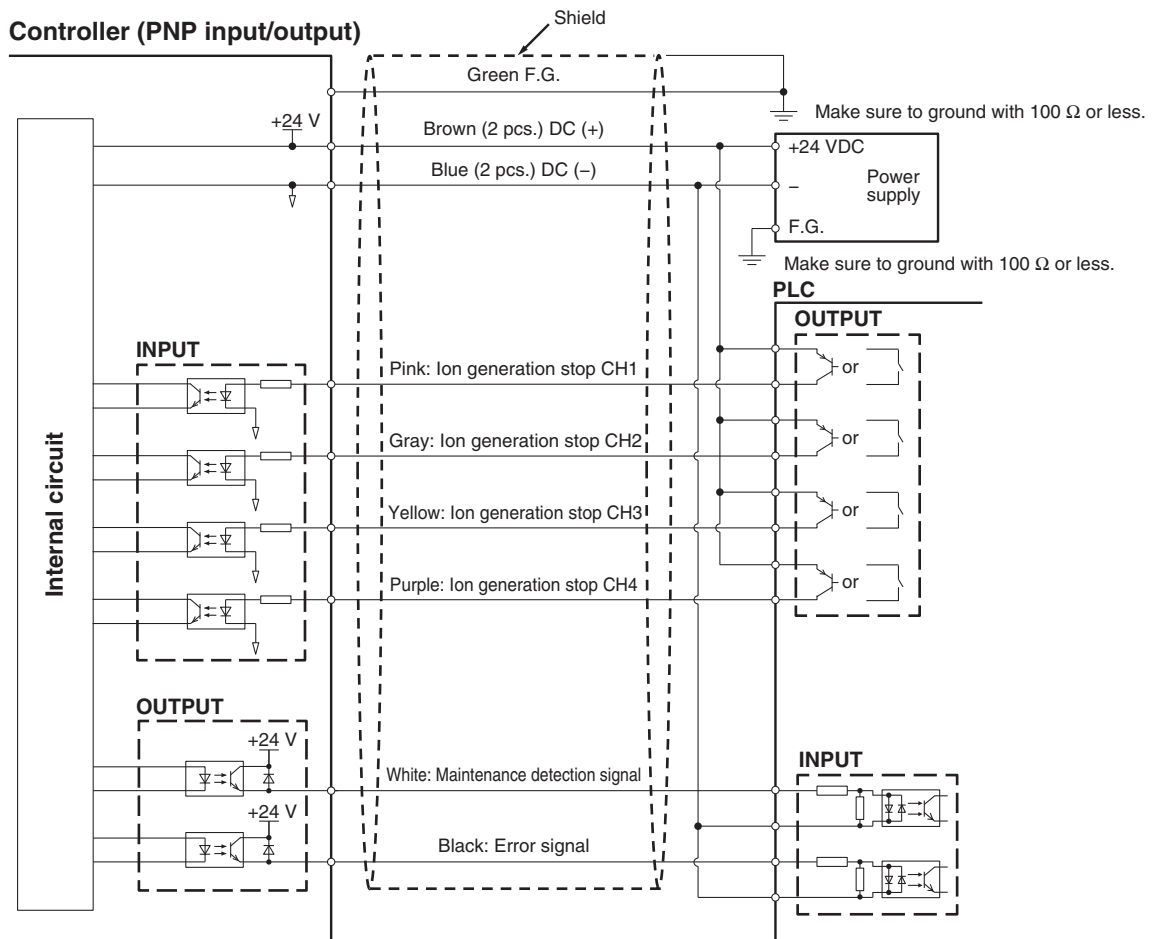 Shield
Controller (PNP input/output)
Green F.G.
Make sure to ground with 100 Ω or less.
+24 V
Brown (2 pcs.) DC (+)
+24 VDC
Blue (2 pcs.) DC (−)
−
Power
supply
F.G.
Make sure to ground with 100 Ω or less.
PLC
OUTPUT
INPUT
Pink: Ion generation stop CH1
or
Gray: Ion generation stop CH2
or
Internal circuit
Yellow: Ion generation stop CH3
or
Purple: Ion generation stop CH4
or
OUTPUT
+24 V
INPUT
White: Maintenance detection signal
+24 V
Black: Error signal